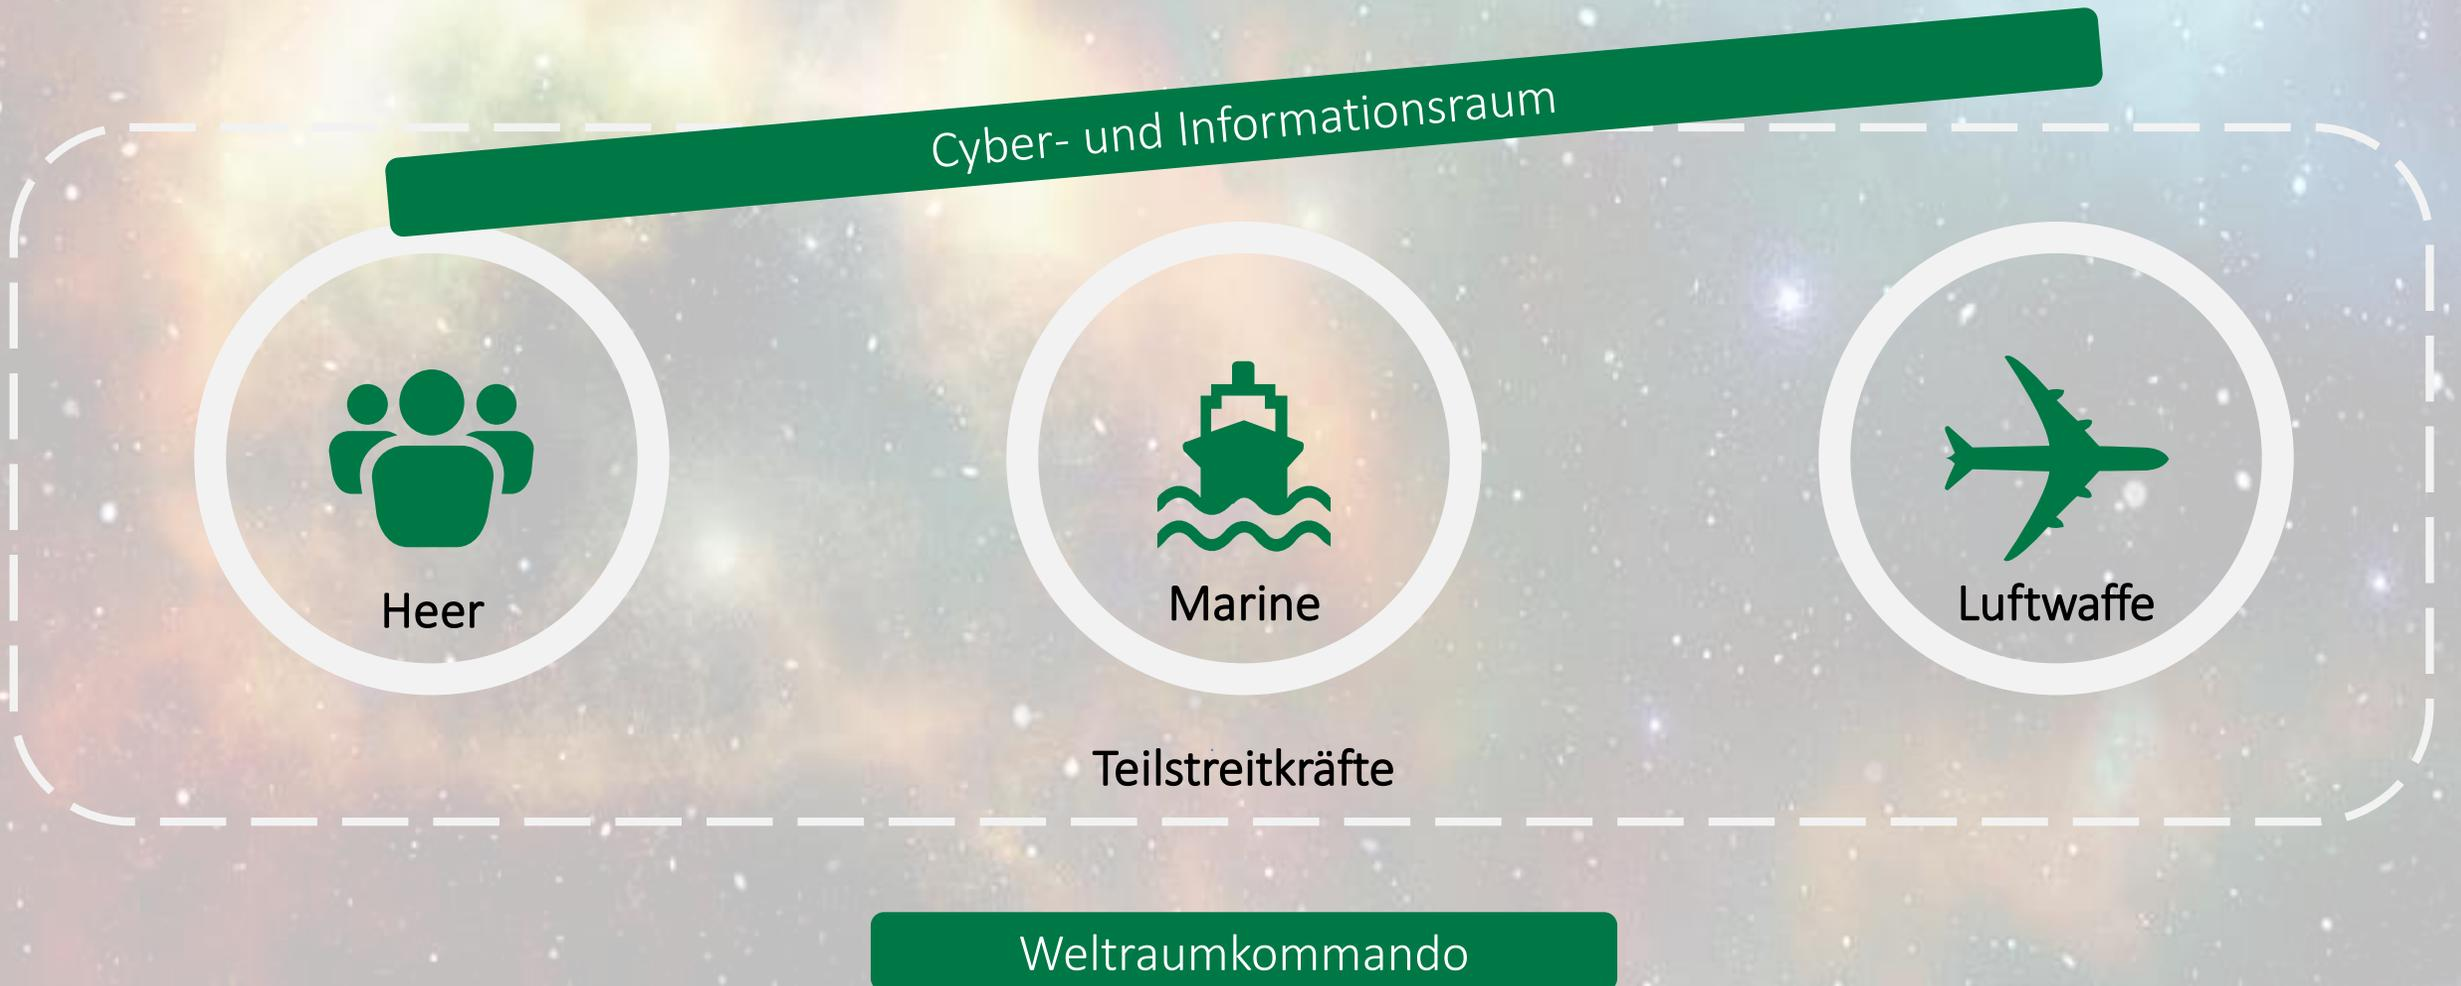 Cyber- und Informationsraum
Heer
Marine
Luftwaffe
Teilstreitkräfte
Weltraumkommando